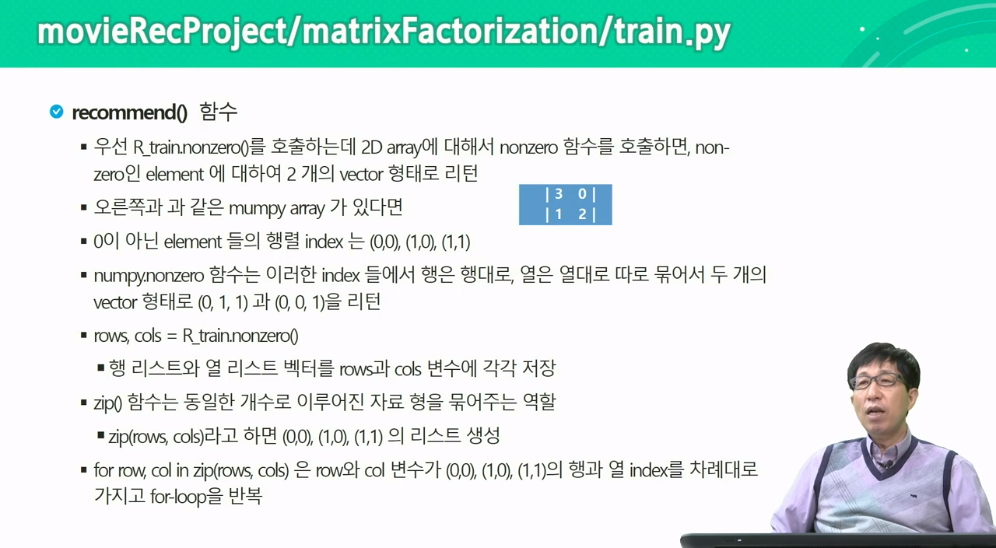 movieRecProject/matrixFactorization/train.py
recommend() 함수
▪ 우선 R_train.nonzero()를 호출하는데 2D array에 대해서 nonzero 함수를 호출하면, non-
zero인 element 에 대하여 2 개의 vector 형태로 리턴
▪ 오른쪽과 과 같은 mumpy array 가 있다면
| 3 0 |
| 1 2 |
▪ 0이 아닌 element 들의 행렬 index 는 (0,0), (1,0), (1,1)
▪ numpy.nonzero 함수는 이러한 index 들에서 행은 행대로, 열은 열대로 따로 묶어서 두 개의
vector 형태로 (0, 1, 1) 과 (0, 0, 1)을 리턴
▪ rows, cols = R_train.nonzero()
▪ 행 리스트와 열 리스트 벡터를 rows과 cols 변수에 각각 저장
▪ zip() 함수는 동일한 개수로 이루어진 자료 형을 묶어주는 역할
▪ zip(rows, cols)라고 하면 (0,0), (1,0), (1,1) 의 리스트 생성
▪ for row, col in zip(rows, cols) 은 row와 col 변수가 (0,0), (1,0), (1,1)의 행과 열 index를 차례대로
가지고 for-loop을 반복